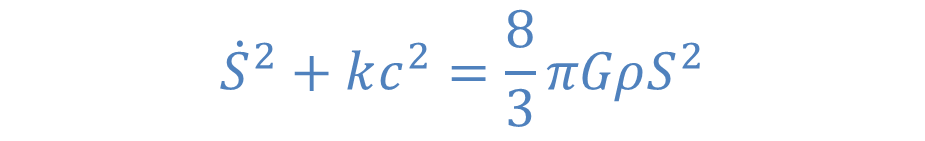 Ṡ² + kc² = 8/3 πGρS²